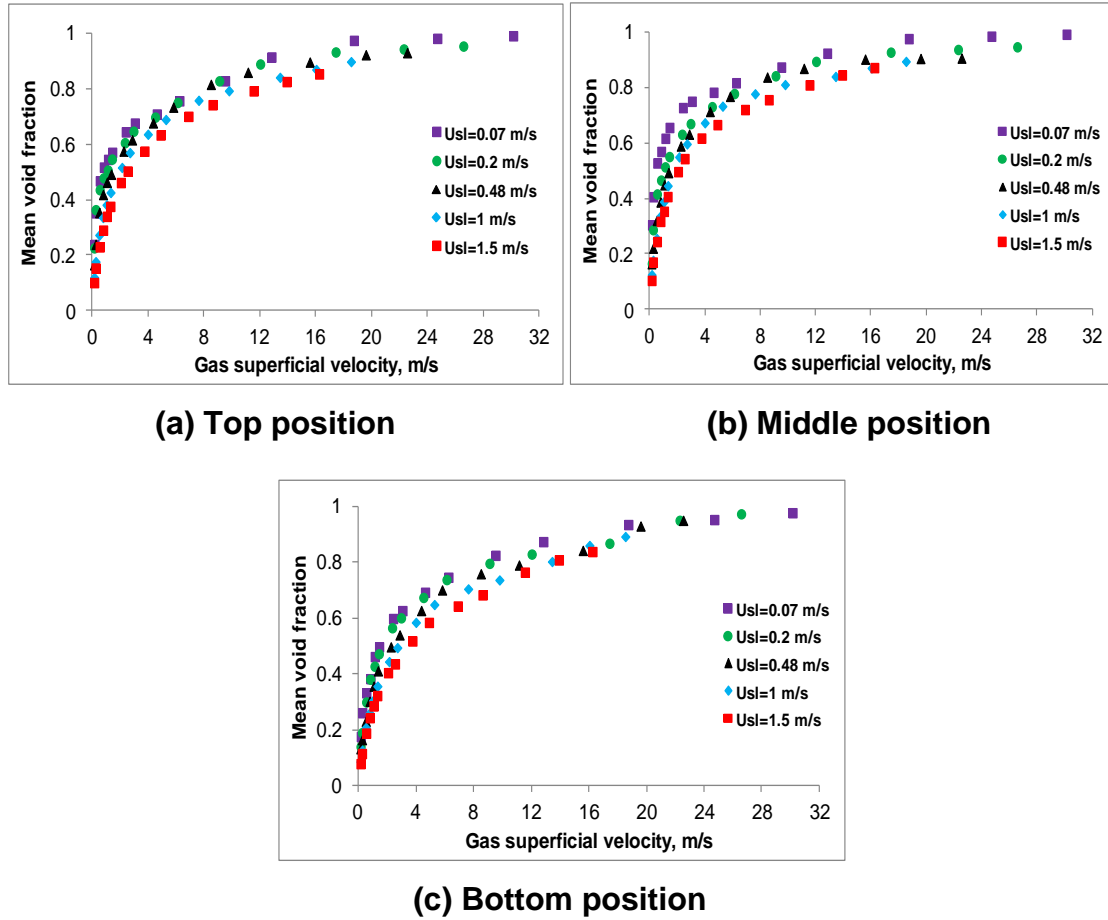 1
0.8
0.6
0.4
0.2
0
Mean void fraction
Usl=0.07 m/s
Usl=0.2 m/s
Usl=0.48 m/s
Usl=1 m/s
Usl=1.5 m/s
0 4 8 12 16 20 24 28 32
Gas superficial velocity, m/s
(a) Top position
1
0.8
0.6
0.4
0.2
0
Mean void fraction
Usl=0.07 m/s
Usl=0.2 m/s
Usl=0.48 m/s
Usl=1 m/s
Usl=1.5 m/s
0 4 8 12 16 20 24 28 32
Gas superficial velocity, m/s
(b) Middle position
1
0.8
0.6
0.4
0.2
0
Mean void fraction
Usl=0.07 m/s
Usl=0.2 m/s
Usl=0.48 m/s
Usl=1 m/s
Usl=1.5 m/s
0 4 8 12 16 20 24 28 32
Gas superficial velocity, m/s
(c) Bottom position